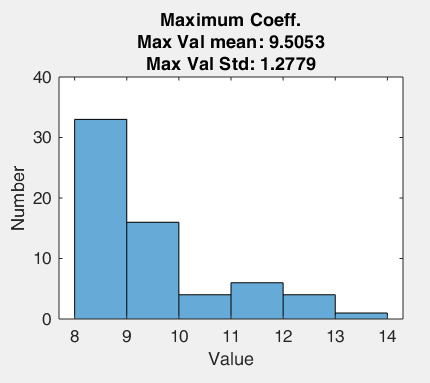 Maximum Coeff.
Max Val mean: 9.5053
Max Val Std: 1.2779
40
30
20
10
0
Number
8 9 10 11 12 13 14
Value